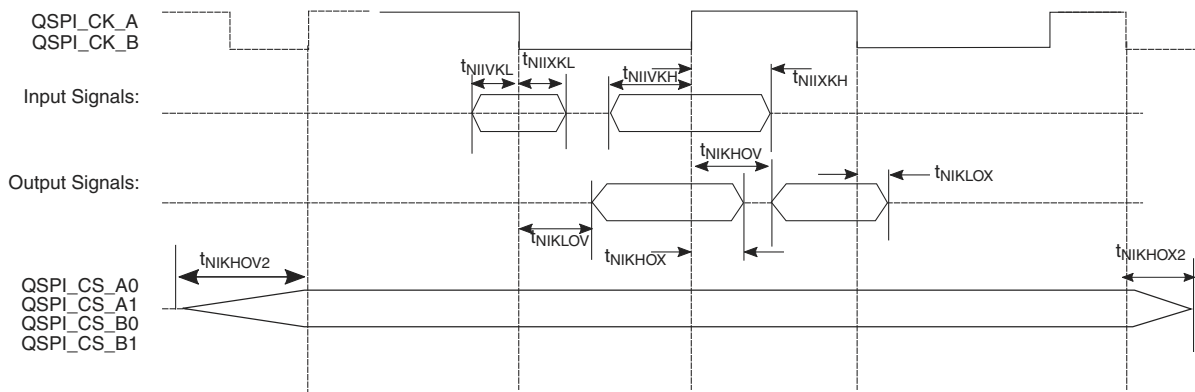 QSPI_CK_A
QSPI_CK_B
tNIIVKL
tNIIXKL
tNIIVKH
tNIIXKH
Input Signals:
tNIKHOV
Output Signals:
tNIKLOX
tNIKLOV
tNIKHOX
tNIKHOV2
tNIKHOX2
QSPI_CS_A0
QSPI_CS_A1
QSPI_CS_B0
QSPI_CS_B1